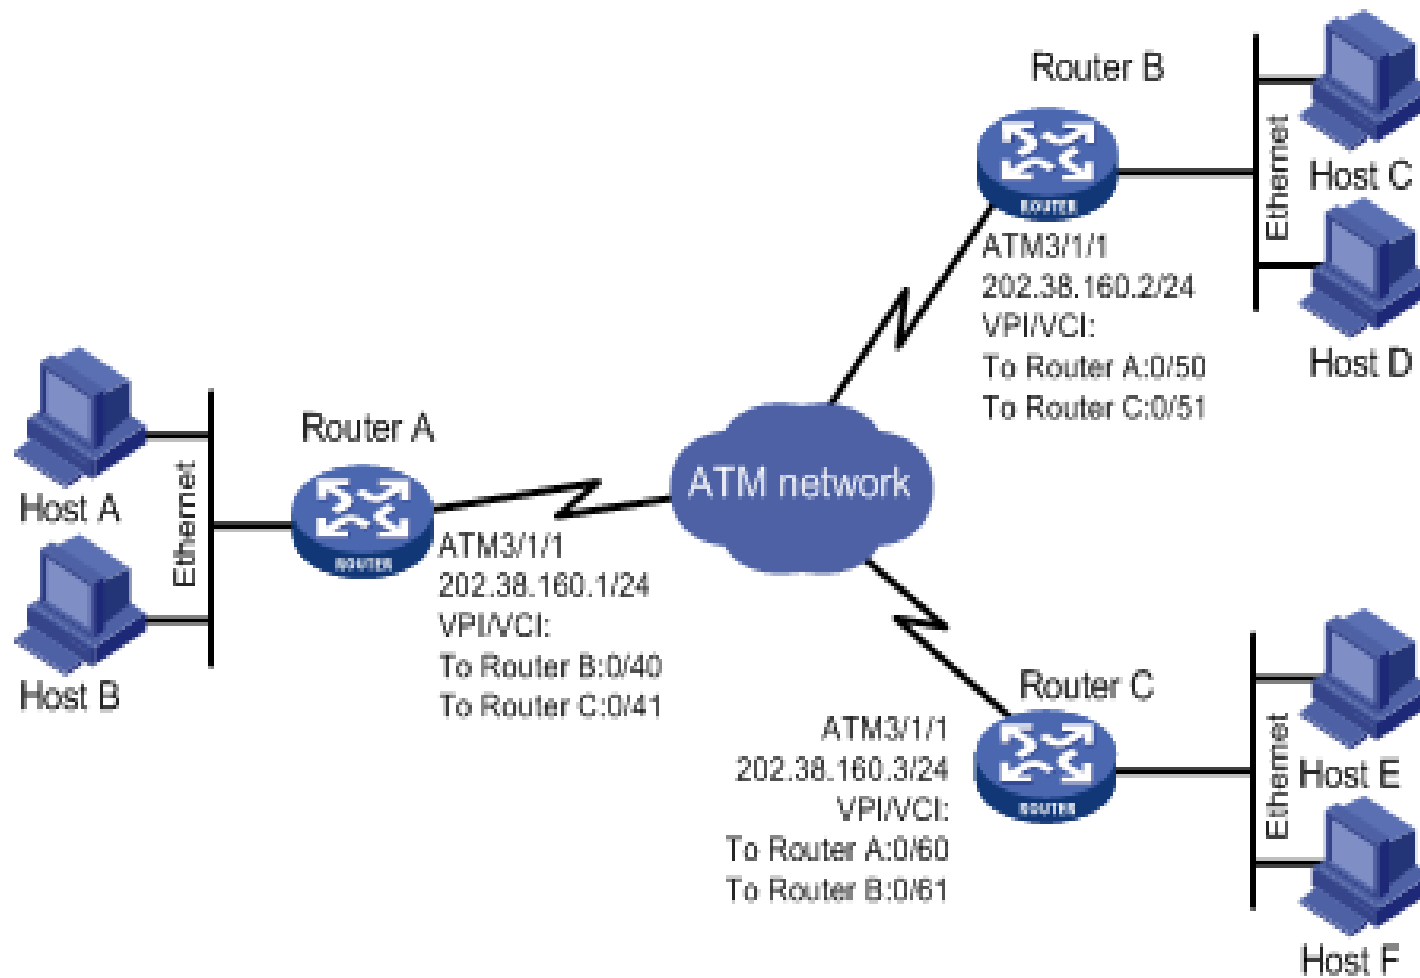 Router B
Ethernet
Host C
ROUTER
ATM3/1/1
202.38.160.2/24
VPI/VCI:
To Router A:0/50
To Router C:0/51
Host D
Router A
ATM network
Host A
Ethernet
ROUTER
ATM3/1/1
202.38.160.1/24
VPI/VCI:
To Router B:0/40
To Router C:0/41
Host B
Router C
ATM3/1/1
202.38.160.3/24
VPI/VCI:
To Router A:0/60
To Router B:0/61
ROUTER
Ethernet
Host E
Host F